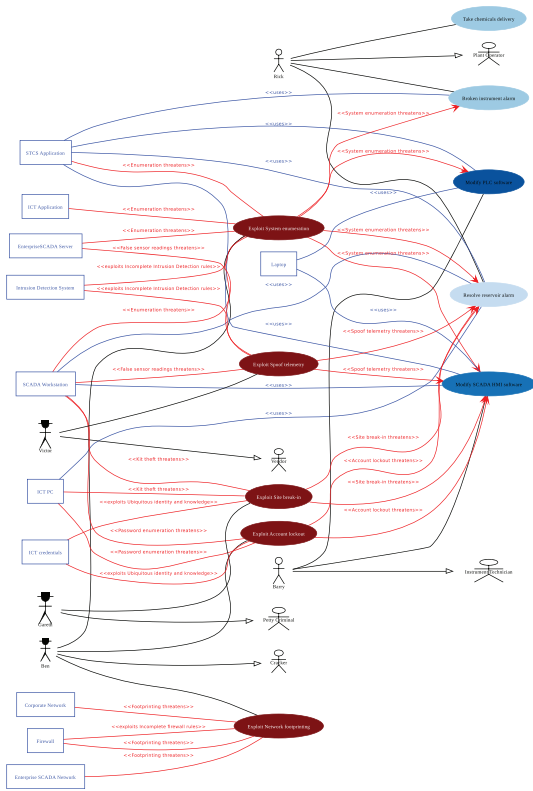 Take chemicals delivery
Plant Operator
Rick
Broken instrument alarm
<<uses>>
<<System enumeration threatens>>
<<uses>>
STCS Application
<<System enumeration threatens>>
<<Enumeration threatens>>
<<uses>>
Modify PLC software
<<uses>>
ICT Application
<<Enumeration threatens>>
Exploit System enumeration
<<Enumeration threatens>>
<<System enumeration threatens>>
EnterpriseSCADA Server
<<False sensor readings threatens>>
<<System enumeration threatens>>
<<exploits Incomplete Intrusion Detection rules>>
Laptop
Intrusion Detection System
<<exploits Incomplete Intrusion Detection rules>>
<<uses>>
Resolve reservoir alarm
<<Enumeration threatens>>
<<uses>>
<<uses>>
<<Spoof telemetry threatens>>
Exploit Spoof telemetry
<<False sensor readings threatens>>
<<Spoof telemetry threatens>>
SCADA Workstation
<<uses>>
Modify SCADA HMI software
<<uses>>
Victor
<<Site break-in threatens>>
Vendor
<<Kit theft threatens>>
<<Account lockout threatens>>
<<Kit theft threatens>>
<<Site break-in threatens>>
ICT PC
Exploit Site break-in
<<exploits Ubiquitous identity and knowledge>>
<<Account lockout threatens>>
<<Password enumeration threatens>>
Exploit Account lockout
ICT credentials
<<Password enumeration threatens>>
<<exploits Ubiquitous identity and knowledge>>
Barry
Instrument Technician
Gareth
Petty Criminal
Ben
Cracker
Corporate Network
<<Footprinting threatens>>
<<exploits Incomplete firewall rules>>
Exploit Network footprinting
Firewall
<<Footprinting threatens>>
<<Footprinting threatens>>
Enterprise SCADA Network